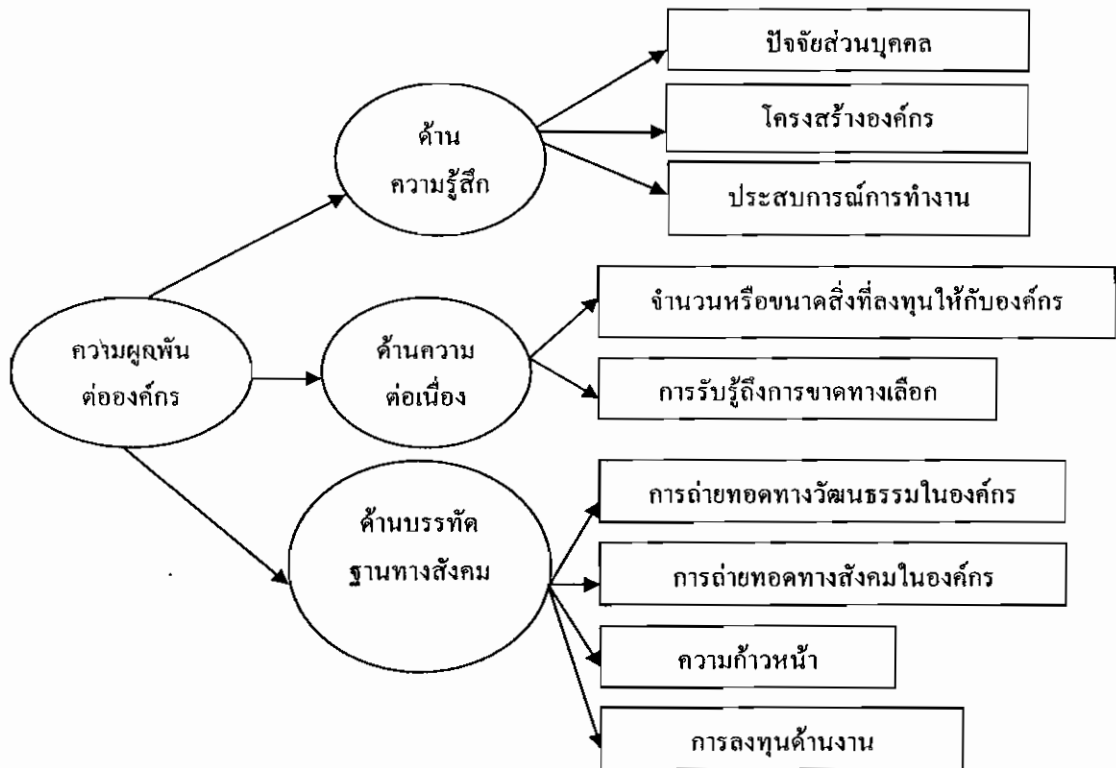 ปัจจัยส่วนบุคคล
โครงสร้างองค์กร
ประสบการณ์การทำงาน
ด้าน
ความรู้สึก
จำนวนหรือขนาดสิ่งที่ลงทุนให้กับองค์กร
การรับรู้ถึงการขาดทางเลือก
ด้านความ
ต่อเนื่อง
ความผูกพัน
ต่อองค์กร
การถ่ายทอดทางวัฒนธรรมในองค์กร
การถ่ายทอดทางสังคมในองค์กร
ความก้าวหน้า
การลงทุนด้านงาน
ด้านบรรทัด
ฐานทางสังคม